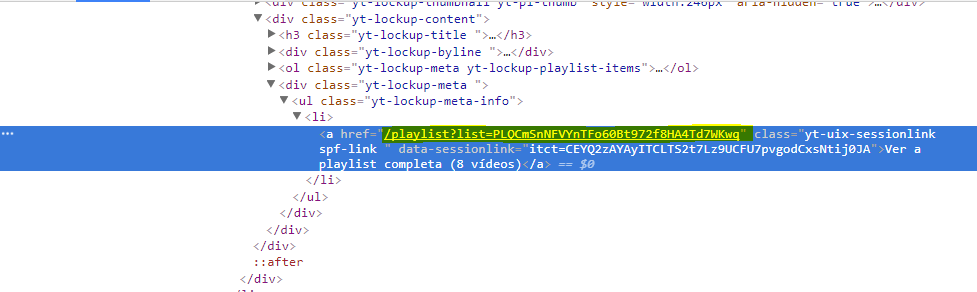 <div class="yt-lockup-thumbnail yt-pl-thumb" style="width:246px" aria-hidden="true">…</div>
▼<div class="yt-lockup-content">
▶<h3 class="yt-lockup-title ">…</h3>
▶<div class="yt-lockup-byline ">…</div>
▶<ol class="yt-lockup-meta yt-lockup-playlist-items">…</ol>
▼<div class="yt-lockup-meta ">
▼<ul class="yt-lockup-meta-info">
▼<li>
<a href="/playlist?list=PLQCmSnNFVYnTFo60Bt972f8HA4Td7WKwq" class="yt-uix-sessionlink
spf-link " data-sessionlink="itct=CEYQ2zAYAyITCLTS2t7Lz9UCFU7pvgodCxsNtij0JA">Ver a
playlist completa (8 vídeos)</a> == $0
</li>
</ul>
</div>
</div>
</div>
::after
</div>